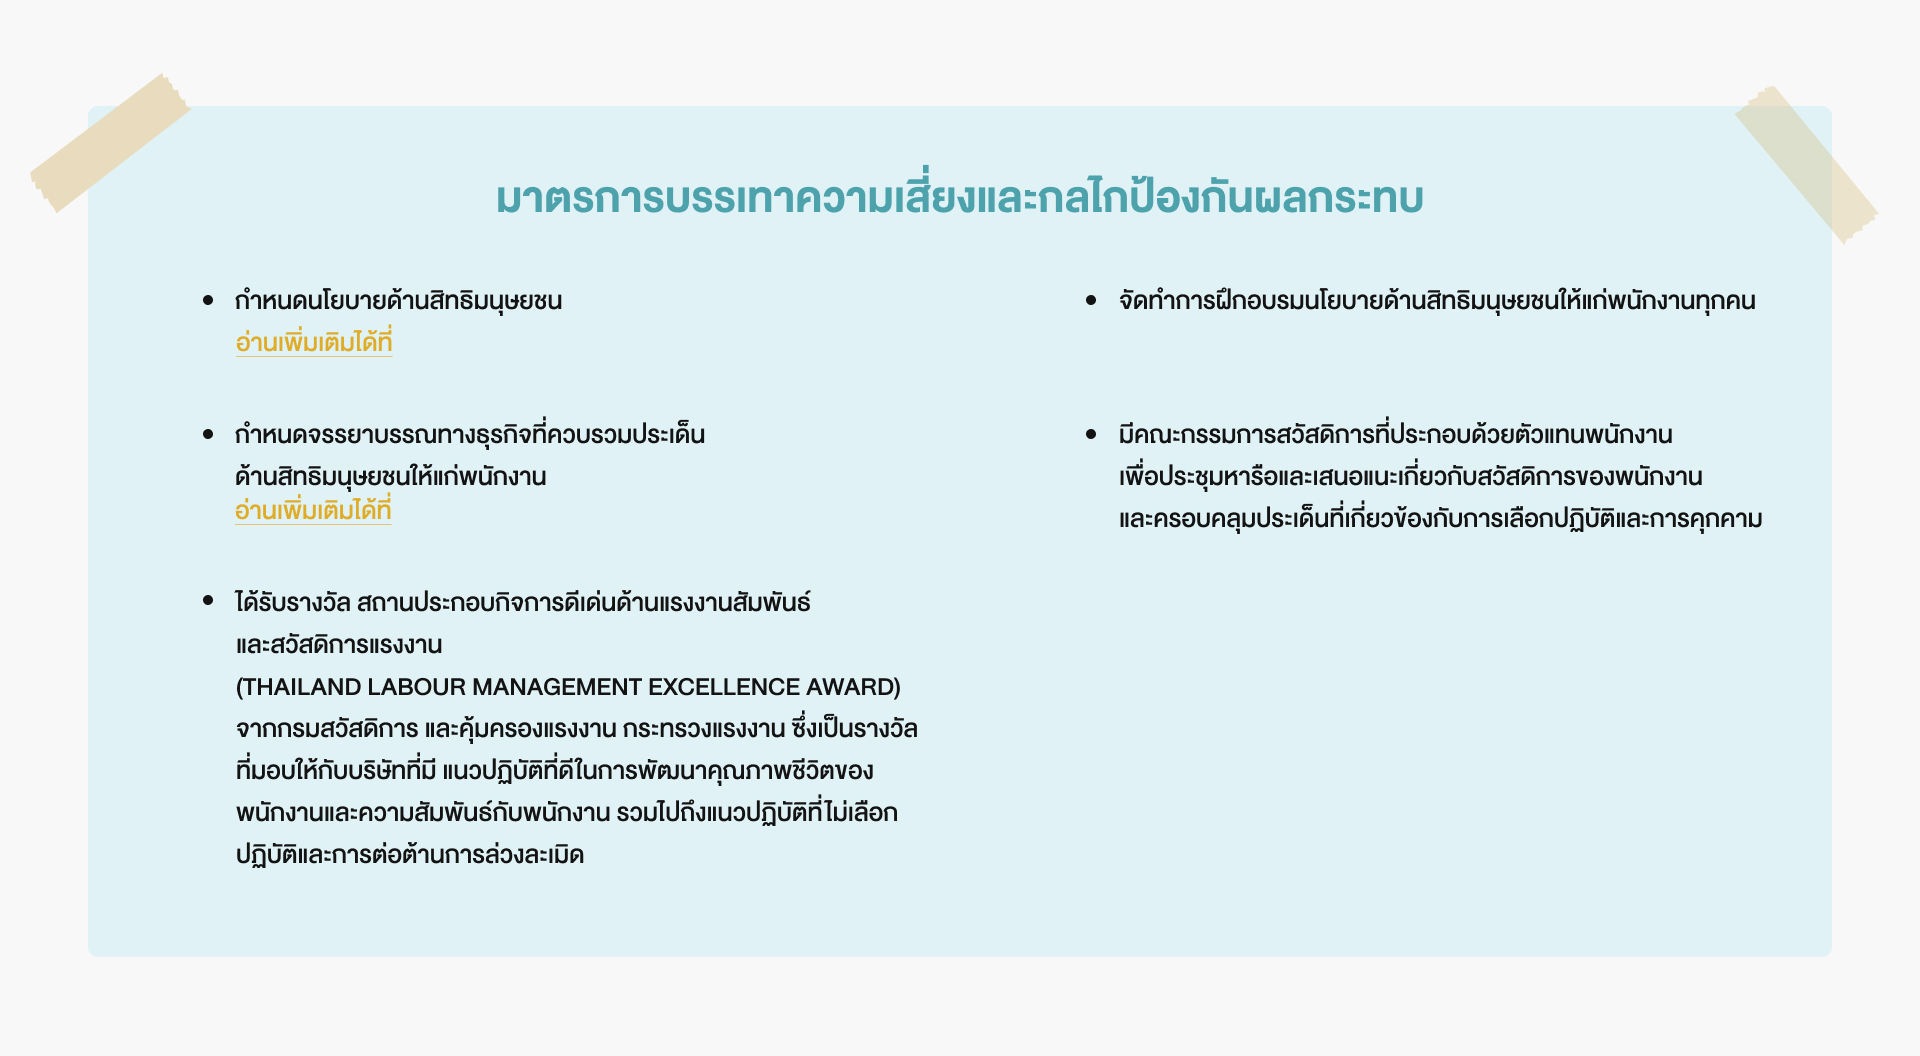 มาตรการบรรเทาความเสี่ยงและกลไกป้องกันผลกระทบ
กำหนดนโยบายด้านสิทธิมนุษยชน
อ่านเพิ่มเติมได้ที่
กำหนดจรรยาบรรณทางธุรกิจที่ควบรวมประเด็น
ด้านสิทธิมนุษยชนให้แก่พนักงาน
อ่านเพิ่มเติมได้ที่
ได้รับรางวัล สถานประกอบกิจการดีเด่นด้านแรงงานสัมพันธ์
และสวัสดิการแรงงาน
(THAILAND LABOUR MANAGEMENT EXCELLENCE AWARD)
จากกรมสวัสดิการ และคุ้มครองแรงงาน กระทรวงแรงงาน ซึ่งเป็นรางวัล
ที่มอบให้กับบริษัทที่มี แนวปฏิบัติที่ดีในการพัฒนาคุณภาพชีวิตของ
พนักงานและความสัมพันธ์กับพนักงาน รวมไปถึงแนวปฏิบัติที่ไม่เลือก
ปฏิบัติและการต่อต้านการล่วงละเมิด
จัดทำการฝึกอบรมนโยบายด้านสิทธิมนุษยชนให้แก่พนักงานทุกคน
มีคณะกรรมการสวัสดิการที่ประกอบด้วยตัวแทนพนักงาน
เพื่อประชุมหารือและเสนอแนะเกี่ยวกับสวัสดิการของพนักงาน
และครอบคลุมประเด็นที่เกี่ยวข้องกับการเลือกปฏิบัติและการคุกคาม